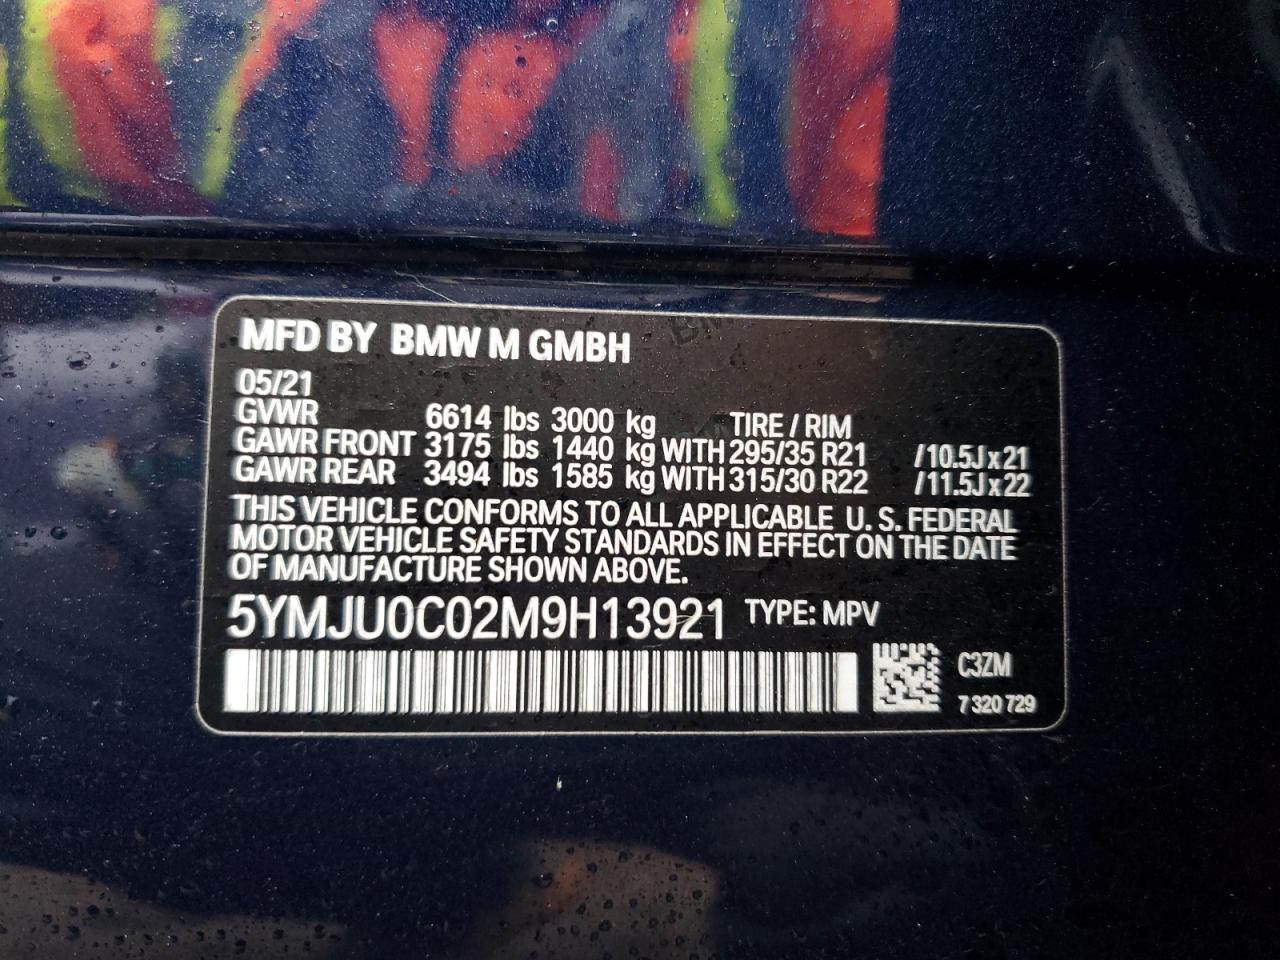 MFD BY BMW M GMBH
05/21
GVWR 6614 lbs 3000 kg TIRE / RIM
GAWR FRONT 3175 lbs 1440 kg WITH 295/35 R21 /10.5J x 21
GAWR REAR 3494 lbs 1585 kg WITH 315/30 R22 /11.5J x 22
THIS VEHICLE CONFORMS TO ALL APPLICABLE U. S. FEDERAL
MOTOR VEHICLE SAFETY STANDARDS IN EFFECT ON THE DATE
OF MANUFACTURE SHOWN ABOVE.
5YMJU0C02M9H13921 TYPE: MPV
C3ZM
7 320 729